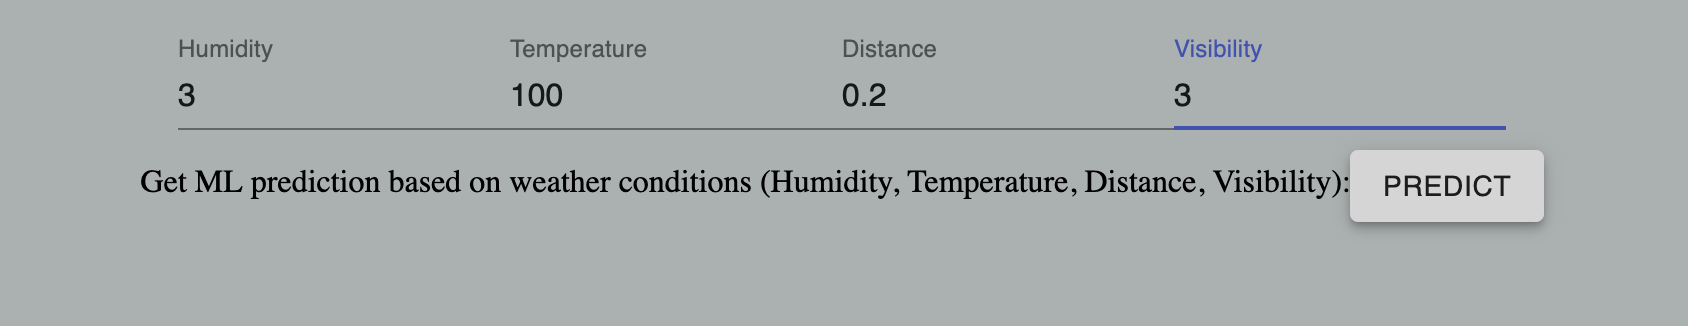 Humidity Temperature Distance Visibility
3 100 0.2 3
Get ML prediction based on weather conditions (Humidity, Temperature, Distance, Visibility): PREDICT